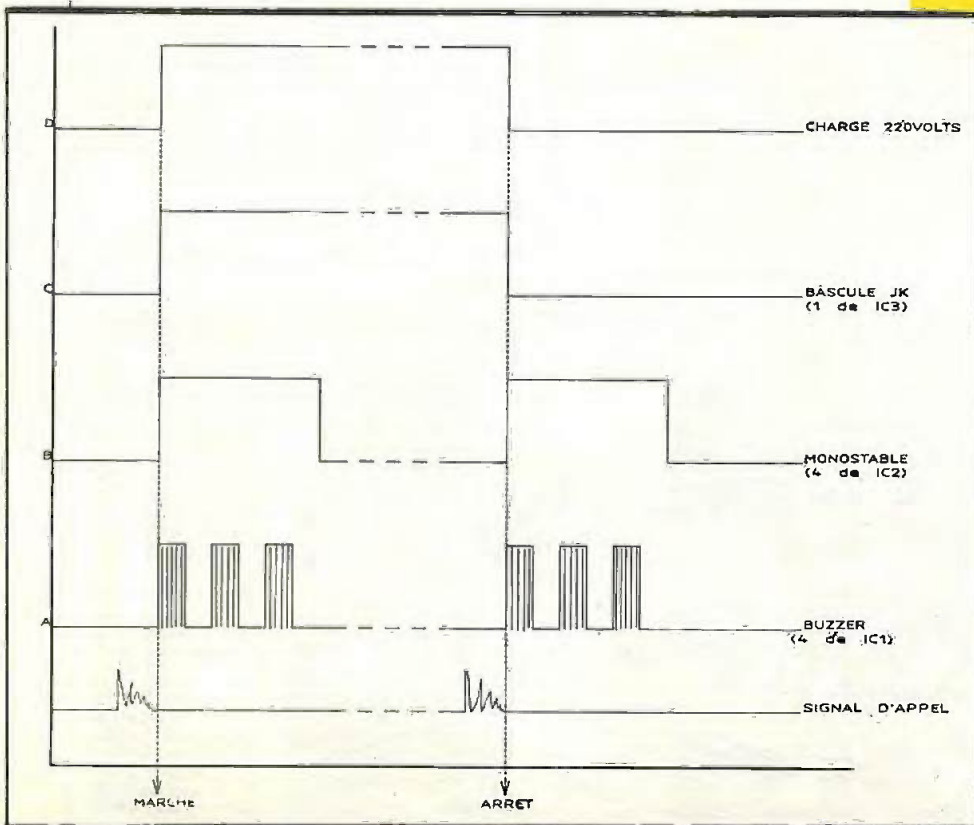 D
CHARGE 220VOLTS
C
BASCULE JK
(1 de IC3)
B
MONOSTABLE
(4 de IC2)
A
BUZZER
(4 de IC1)
SIGNAL D'APPEL
MARCHE
ARRET